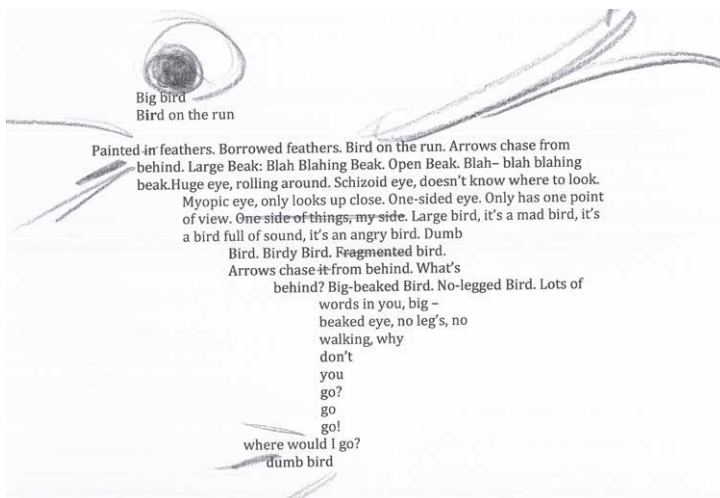 Big bird
Bird on the run
Painted in feathers. Borrowed feathers. Bird on the run. Arrows chase from
behind. Large Beak: Blah Blahing Beak. Open Beak. Blah– blah blahing
beak.Huge eye, rolling around. Schizoid eye, doesn't know where to look.
Myopic eye, only looks up close. One-sided eye. Only has one point
of view. One side of things, my side. Large bird, it's a mad bird, it's
a bird full of sound, it's an angry bird. Dumb
Bird. Birdy Bird. Fragmented bird.
Arrows chase it from behind. What's
behind? Big-beaked Bird. No-legged Bird. Lots of
words in you, big –
beaked eye, no leg's, no
walking, why
don't
you
go?
go
go!
where would I go?
dumb bird